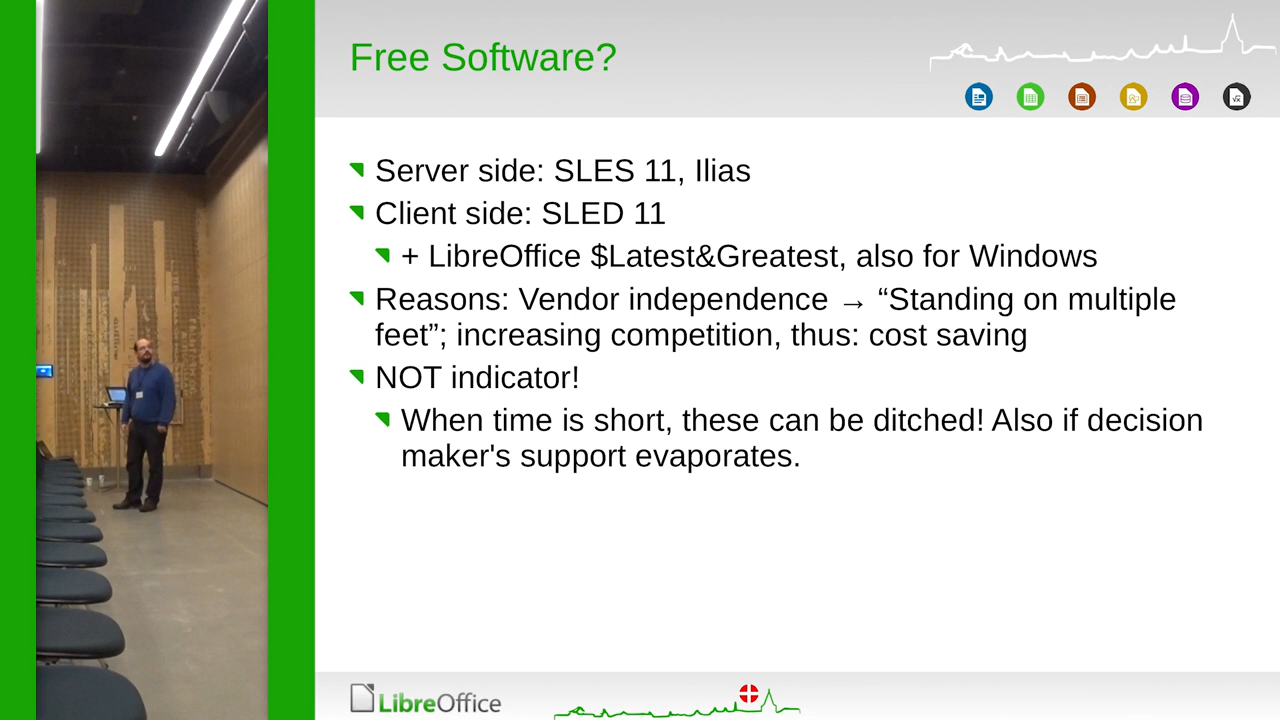 Free Software?
Server side: SLES 11, Ilias
Client side: SLED 11
+ LibreOffice $Latest&Greatest, also for Windows
Reasons: Vendor independence → “Standing on multiple
feet”; increasing competition, thus: cost saving
NOT indicator!
When time is short, these can be ditched! Also if decision
maker's support evaporates.
LibreOffice